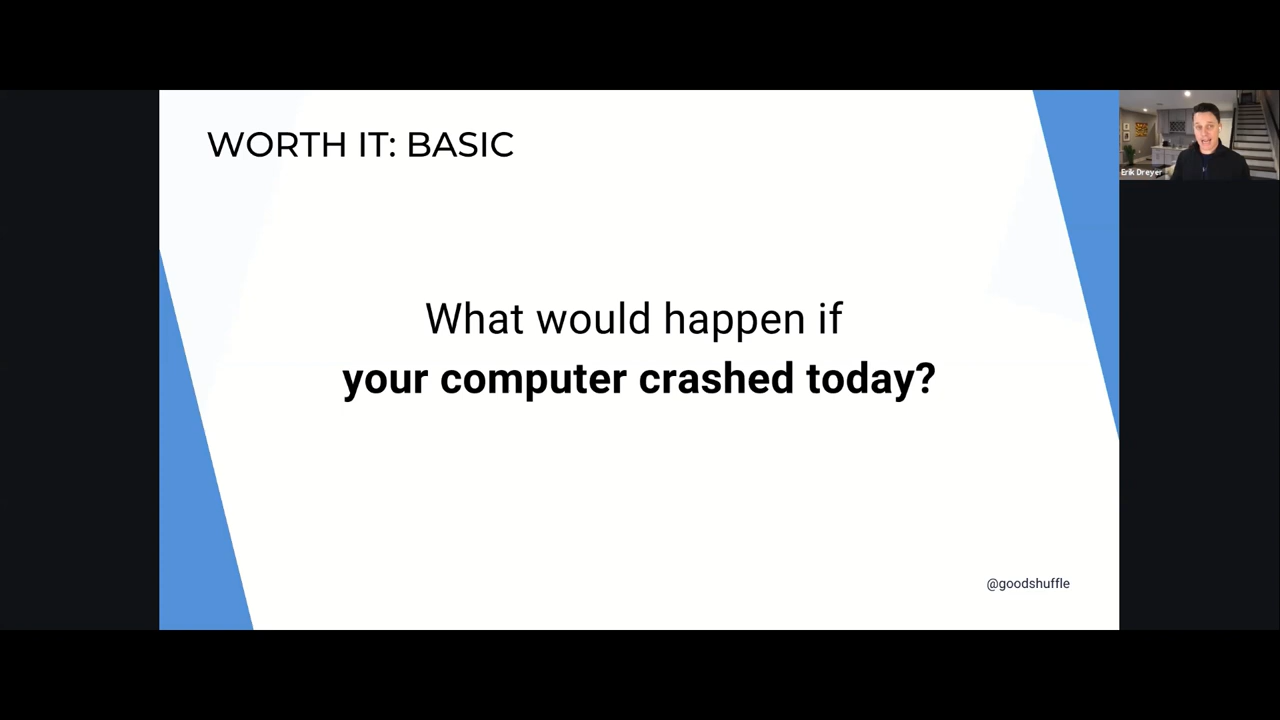 WORTH IT: BASIC
Erik Dreyer
What would happen if
your computer crashed today?
@goodshuffle